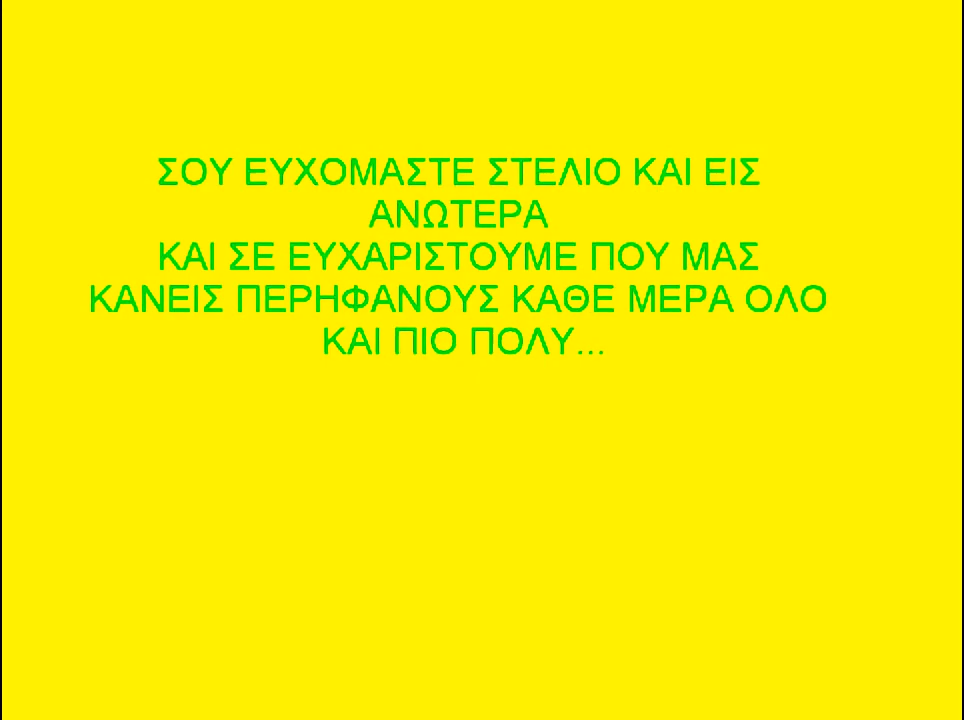 ΣΟΥ ΕΥΧΟΜΑΣΤΕ ΣΤΕΛΙΟ ΚΑΙ ΕΙΣ
ΑΝΩΤΕΡΑ
ΚΑΙ ΣΕ ΕΥΧΑΡΙΣΤΟΥΜΕ ΠΟΥ ΜΑΣ
ΚΑΝΕΙΣ ΠΕΡΗΦΑΝΟΥΣ ΚΑΘΕ ΜΕΡΑ ΟΛΟ
ΚΑΙ ΠΙΟ ΠΟΛΥ...